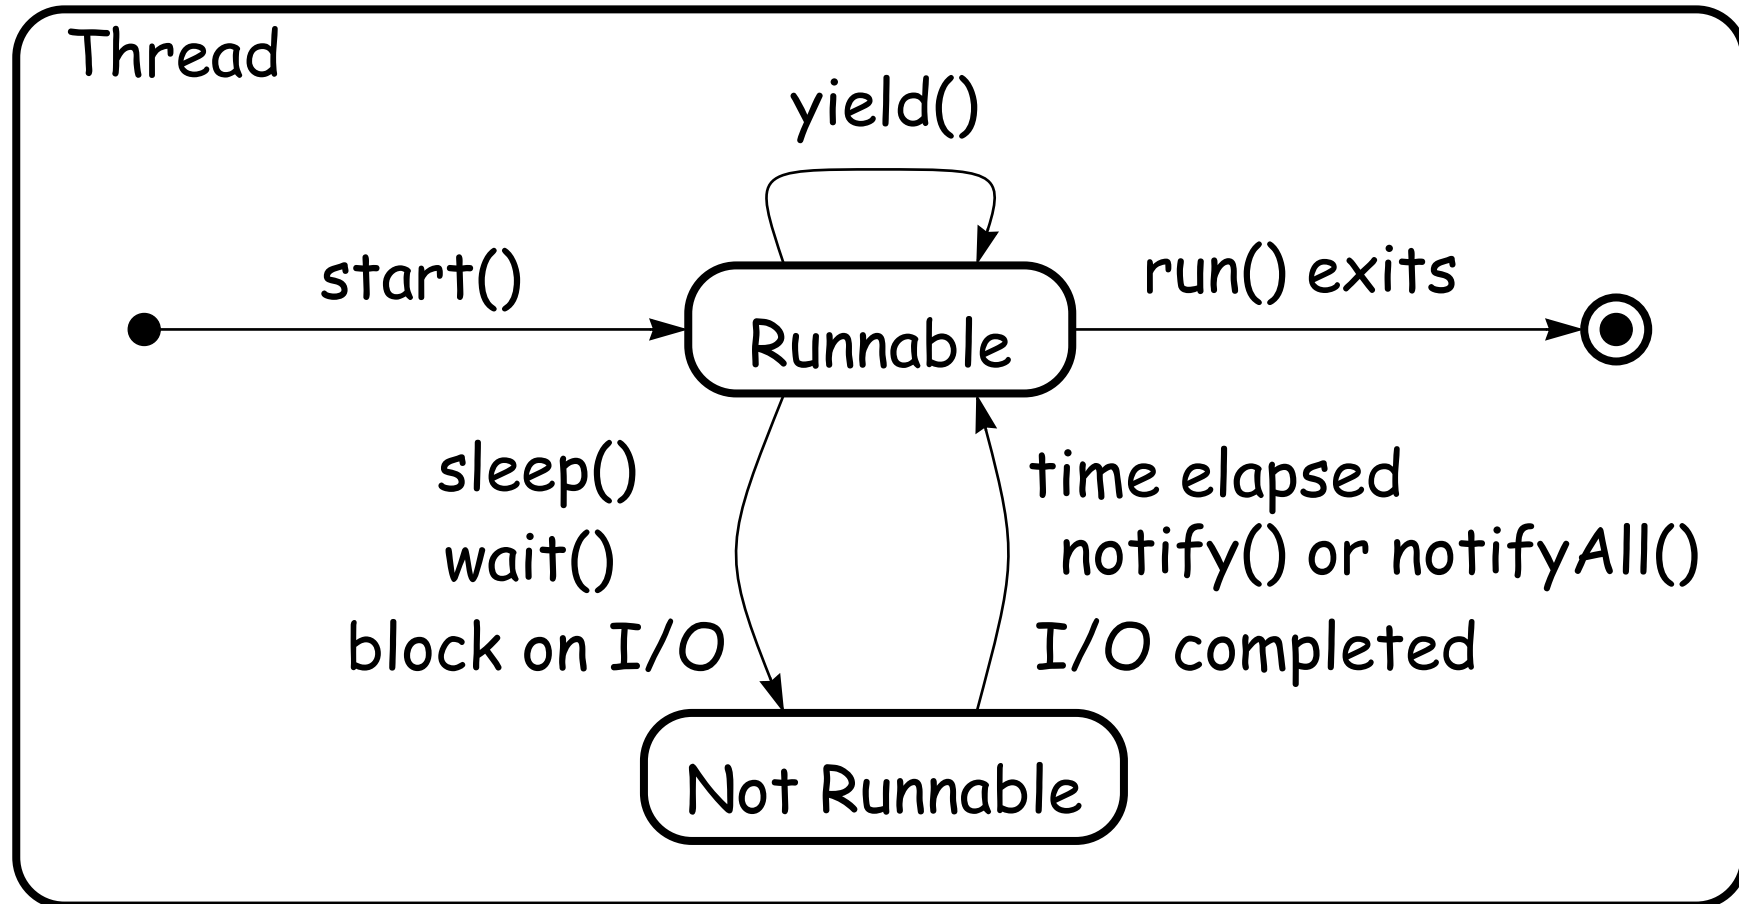 Thread
yield()
start()
run() exits
Runnable
sleep()
wait()
block on I/O
time elapsed
notify() or notifyAll()
I/O completed
Not Runnable